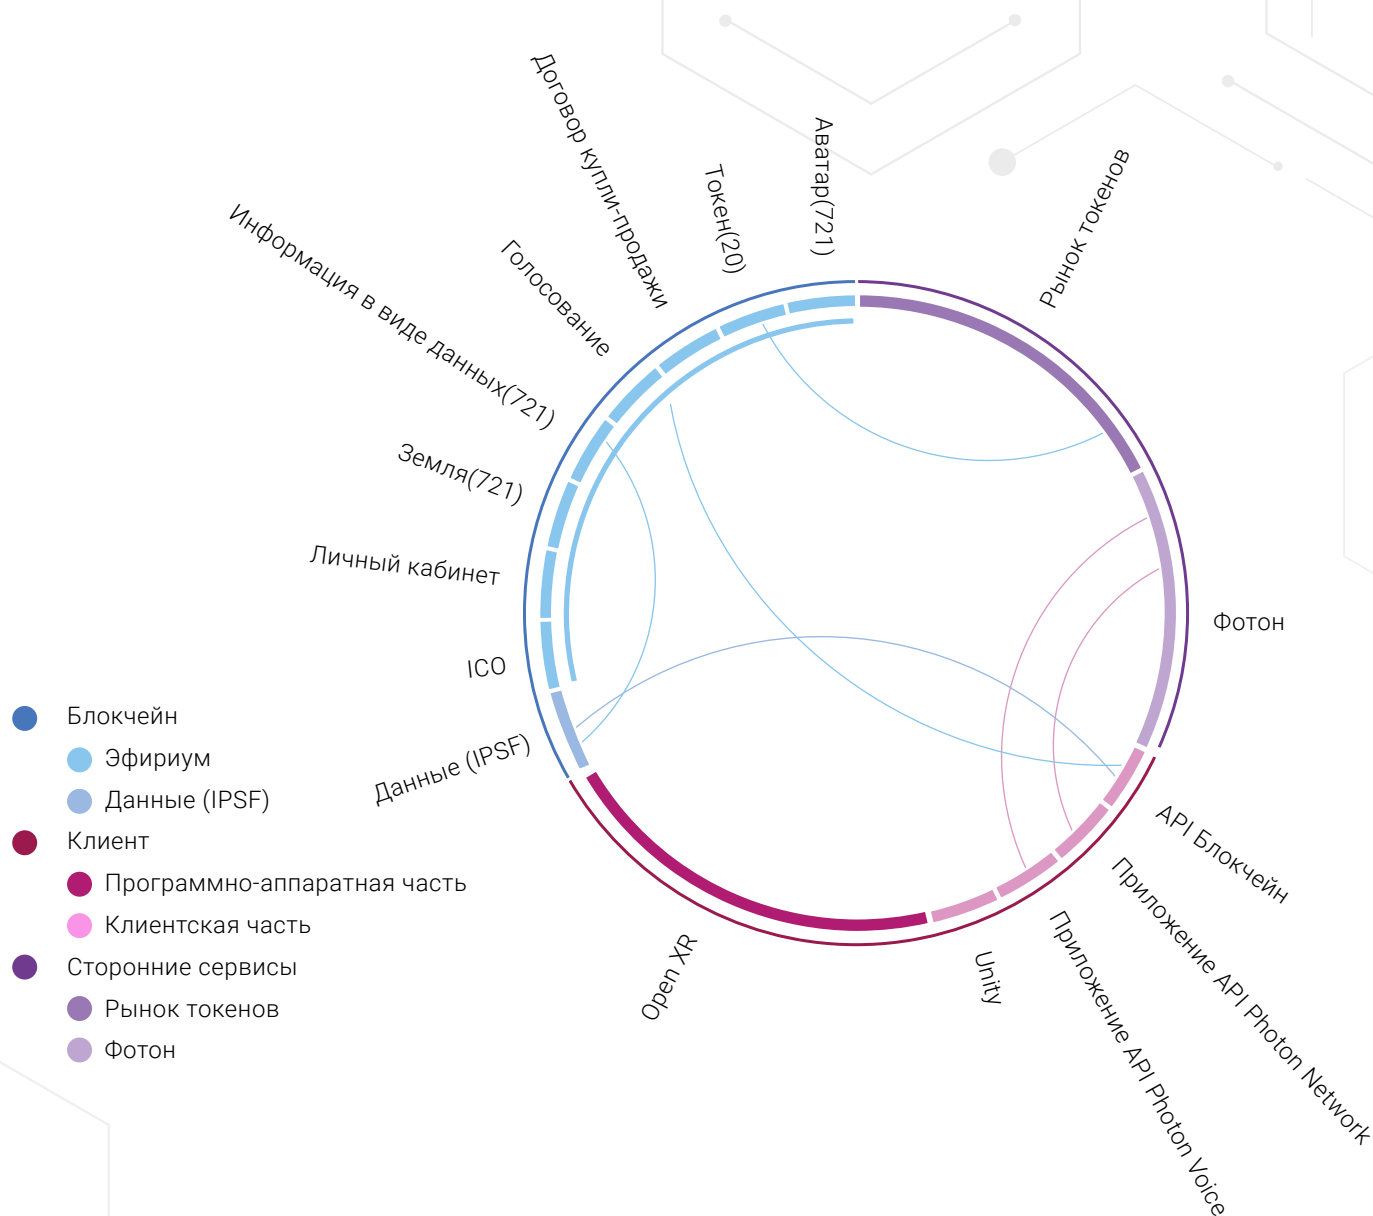 Договор купли-продажи
Аватар(721)
Токен(20)
Рынок токенов
Информация в виде данных(721)
Голосование
Земля(721)
Личный кабинет
Фотон
ICO
Данные (IPSF)
API Блокчейн
Приложение API Photon Network
Приложение API Photon Voice
Unity
Open XR
Блокчейн
Эфириум
Данные (IPSF)
Клиент
Программно-аппаратная часть
Клиентская часть
Сторонние сервисы
Рынок токенов
Фотон